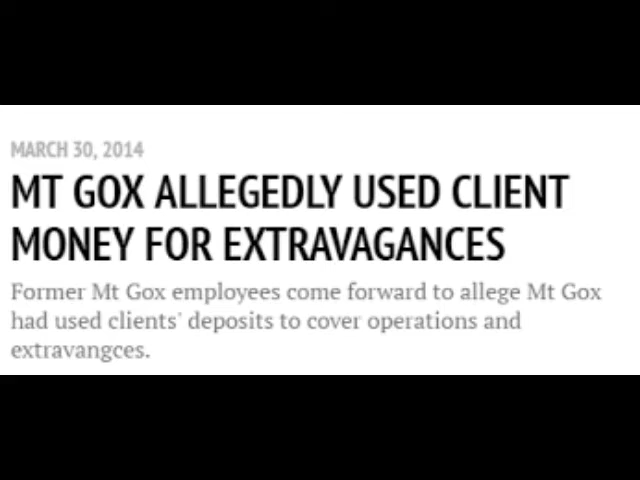 MARCH 30, 2014
MT GOX ALLEGEDLY USED CLIENT
MONEY FOR EXTRAVAGANCES
Former Mt Gox employees come forward to allege Mt Gox
had used clients' deposits to cover operations and
extravangces.